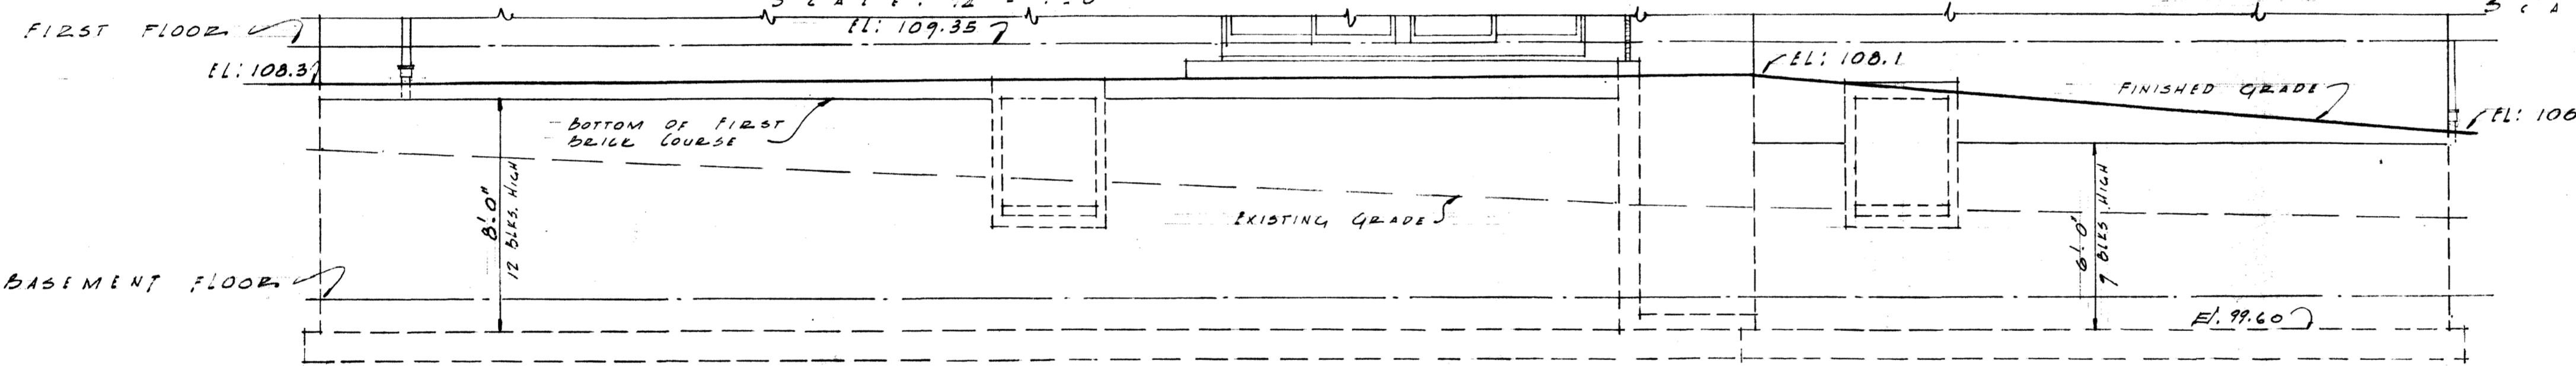 FIRST FLOOR
EL: 109.35
EL: 108.3
EL: 108.1
FINISHED GRADE
EL: 106
BOTTOM OF FIRST
BRICK COURSE
8'-0"
12 BLKS. HIGH
EXISTING GRADE
6'-0"
9 BLKS HIGH
BASEMENT FLOOR
El. 99.60